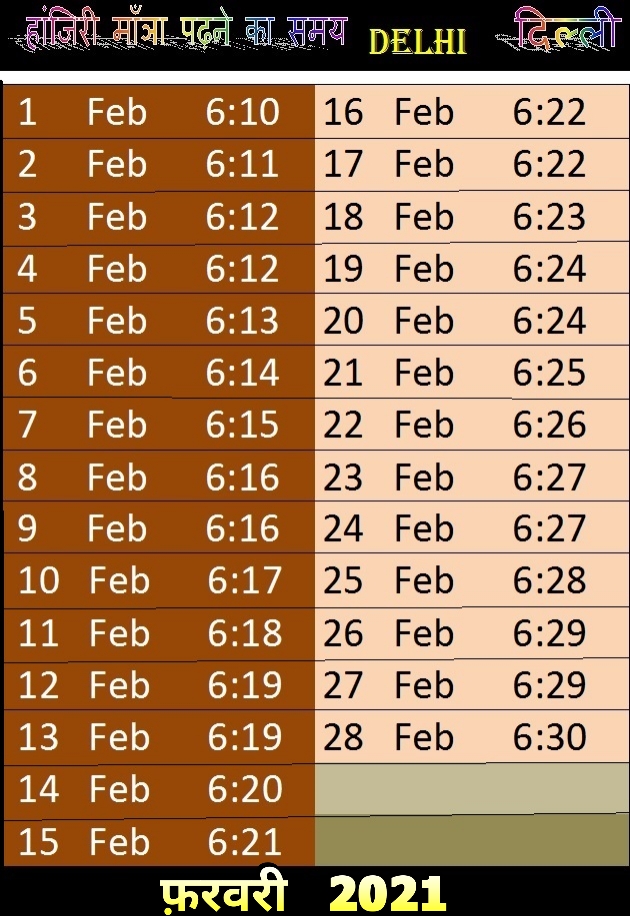 हांजिरी माँत्रा पढ़ने का समय DELHI दिल्ली
1 Feb 6:10 16 Feb 6:22
2 Feb 6:11 17 Feb 6:22
3 Feb 6:12 18 Feb 6:23
4 Feb 6:12 19 Feb 6:24
5 Feb 6:13 20 Feb 6:24
6 Feb 6:14 21 Feb 6:25
7 Feb 6:15 22 Feb 6:26
8 Feb 6:16 23 Feb 6:27
9 Feb 6:16 24 Feb 6:27
10 Feb 6:17 25 Feb 6:28
11 Feb 6:18 26 Feb 6:29
12 Feb 6:19 27 Feb 6:29
13 Feb 6:19 28 Feb 6:30
14 Feb 6:20
15 Feb 6:21
फ़रवरी 2021